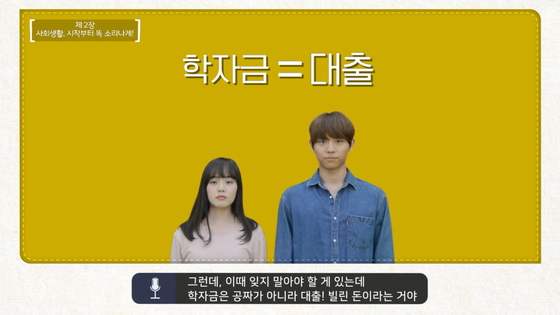 제2장
사회생활, 시작부터 똑 소리나게!
학자금 = 대출
그런데, 이때 잊지 말아야 할 게 있는데
학자금은 공짜가 아니라 대출! 빌린 돈이라는 거야